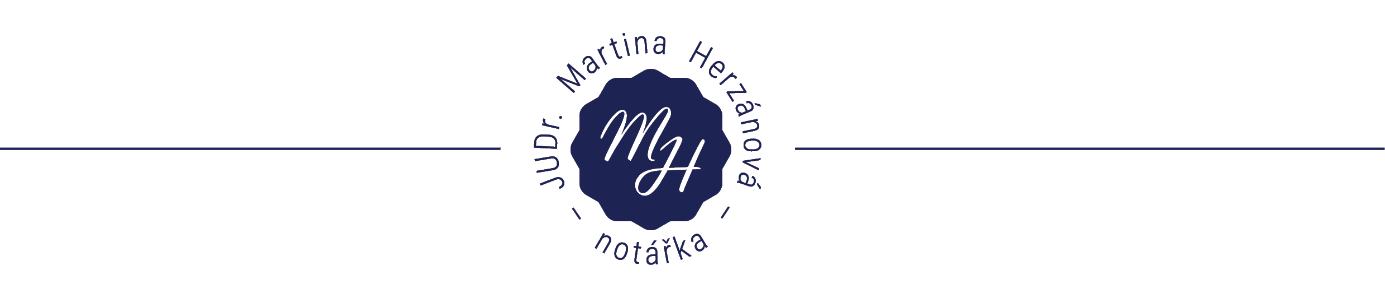 JUDr. Martina Herzánová
MH
- notářka -